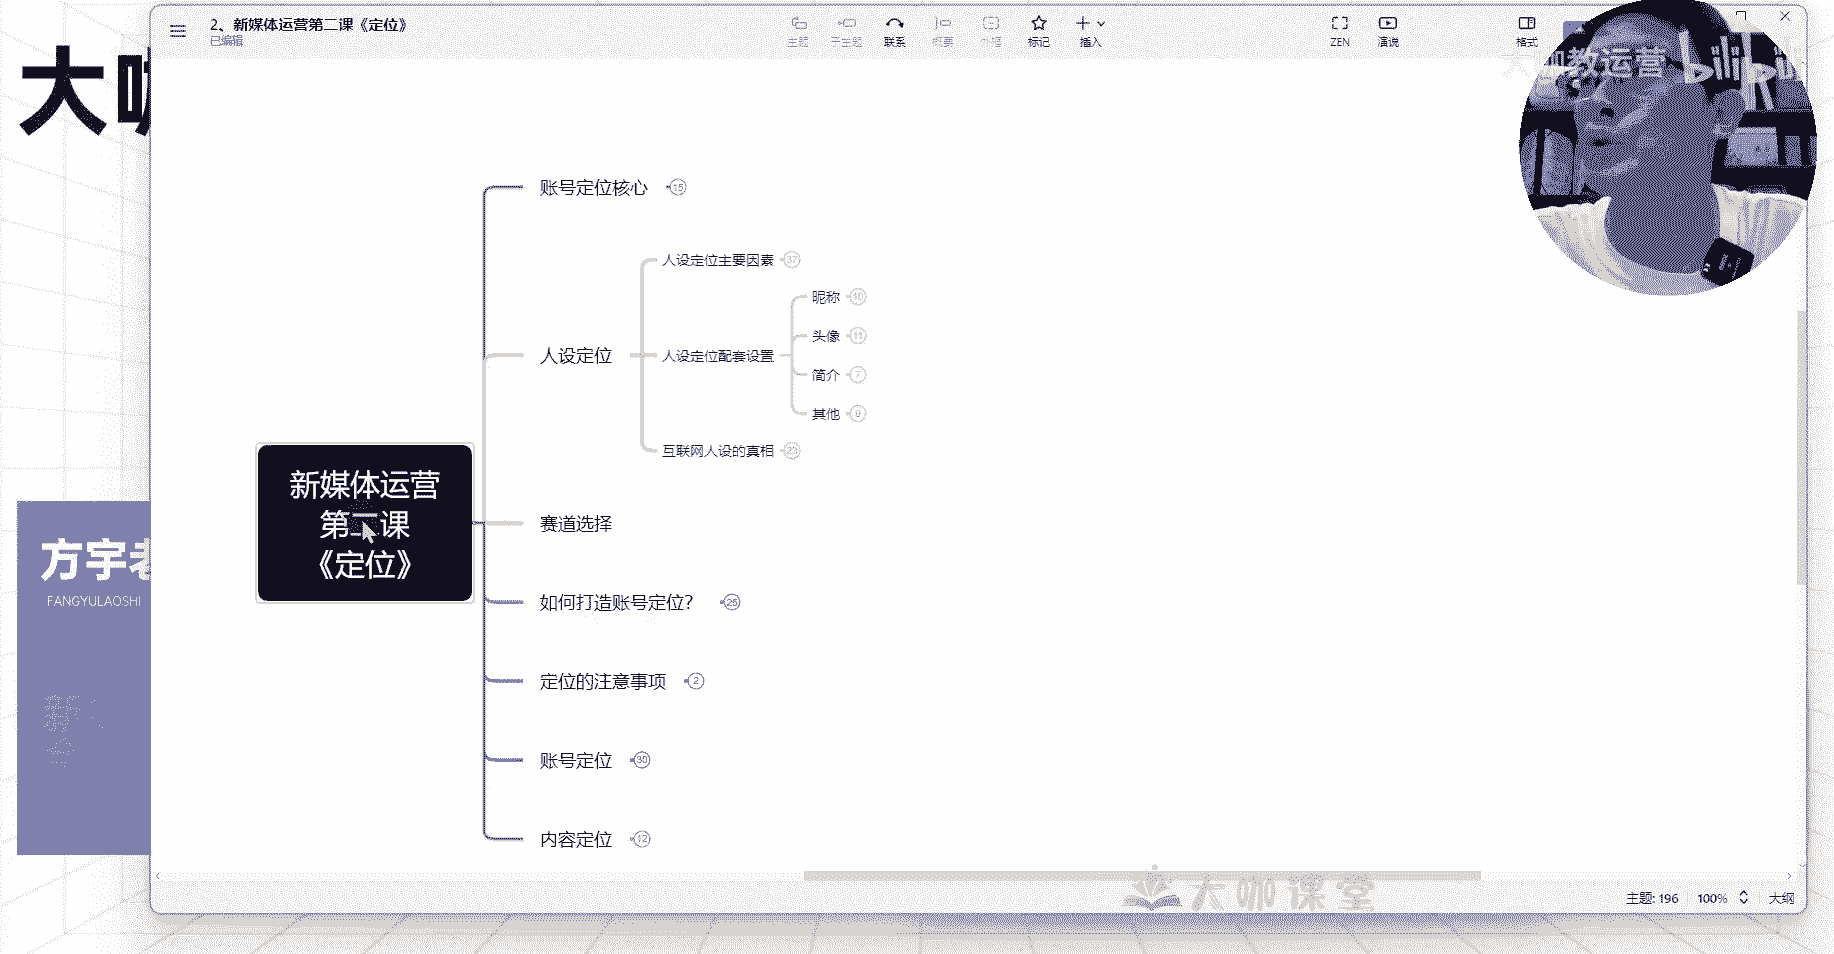 大咖
2、新媒体运营第二课《定位》
已编辑
主题
子主题
联系
概要
外框
标记
插入
ZEN
演说
格式
大咖教运营
bilibili
账号定位核心 15
人设定位主要因素 37
昵称 10
头像 11
人设定位 人设定位配套设置
简介 7
其他 9
互联网人设的真相 23
新媒体运营
第二课
《定位》
赛道选择
方宇老
FANGYULAOSHI
如何打造账号定位? 25
定位的注意事项 2
账号定位 30
内容定位 12
大咖课堂
主题: 196
100%
大纲